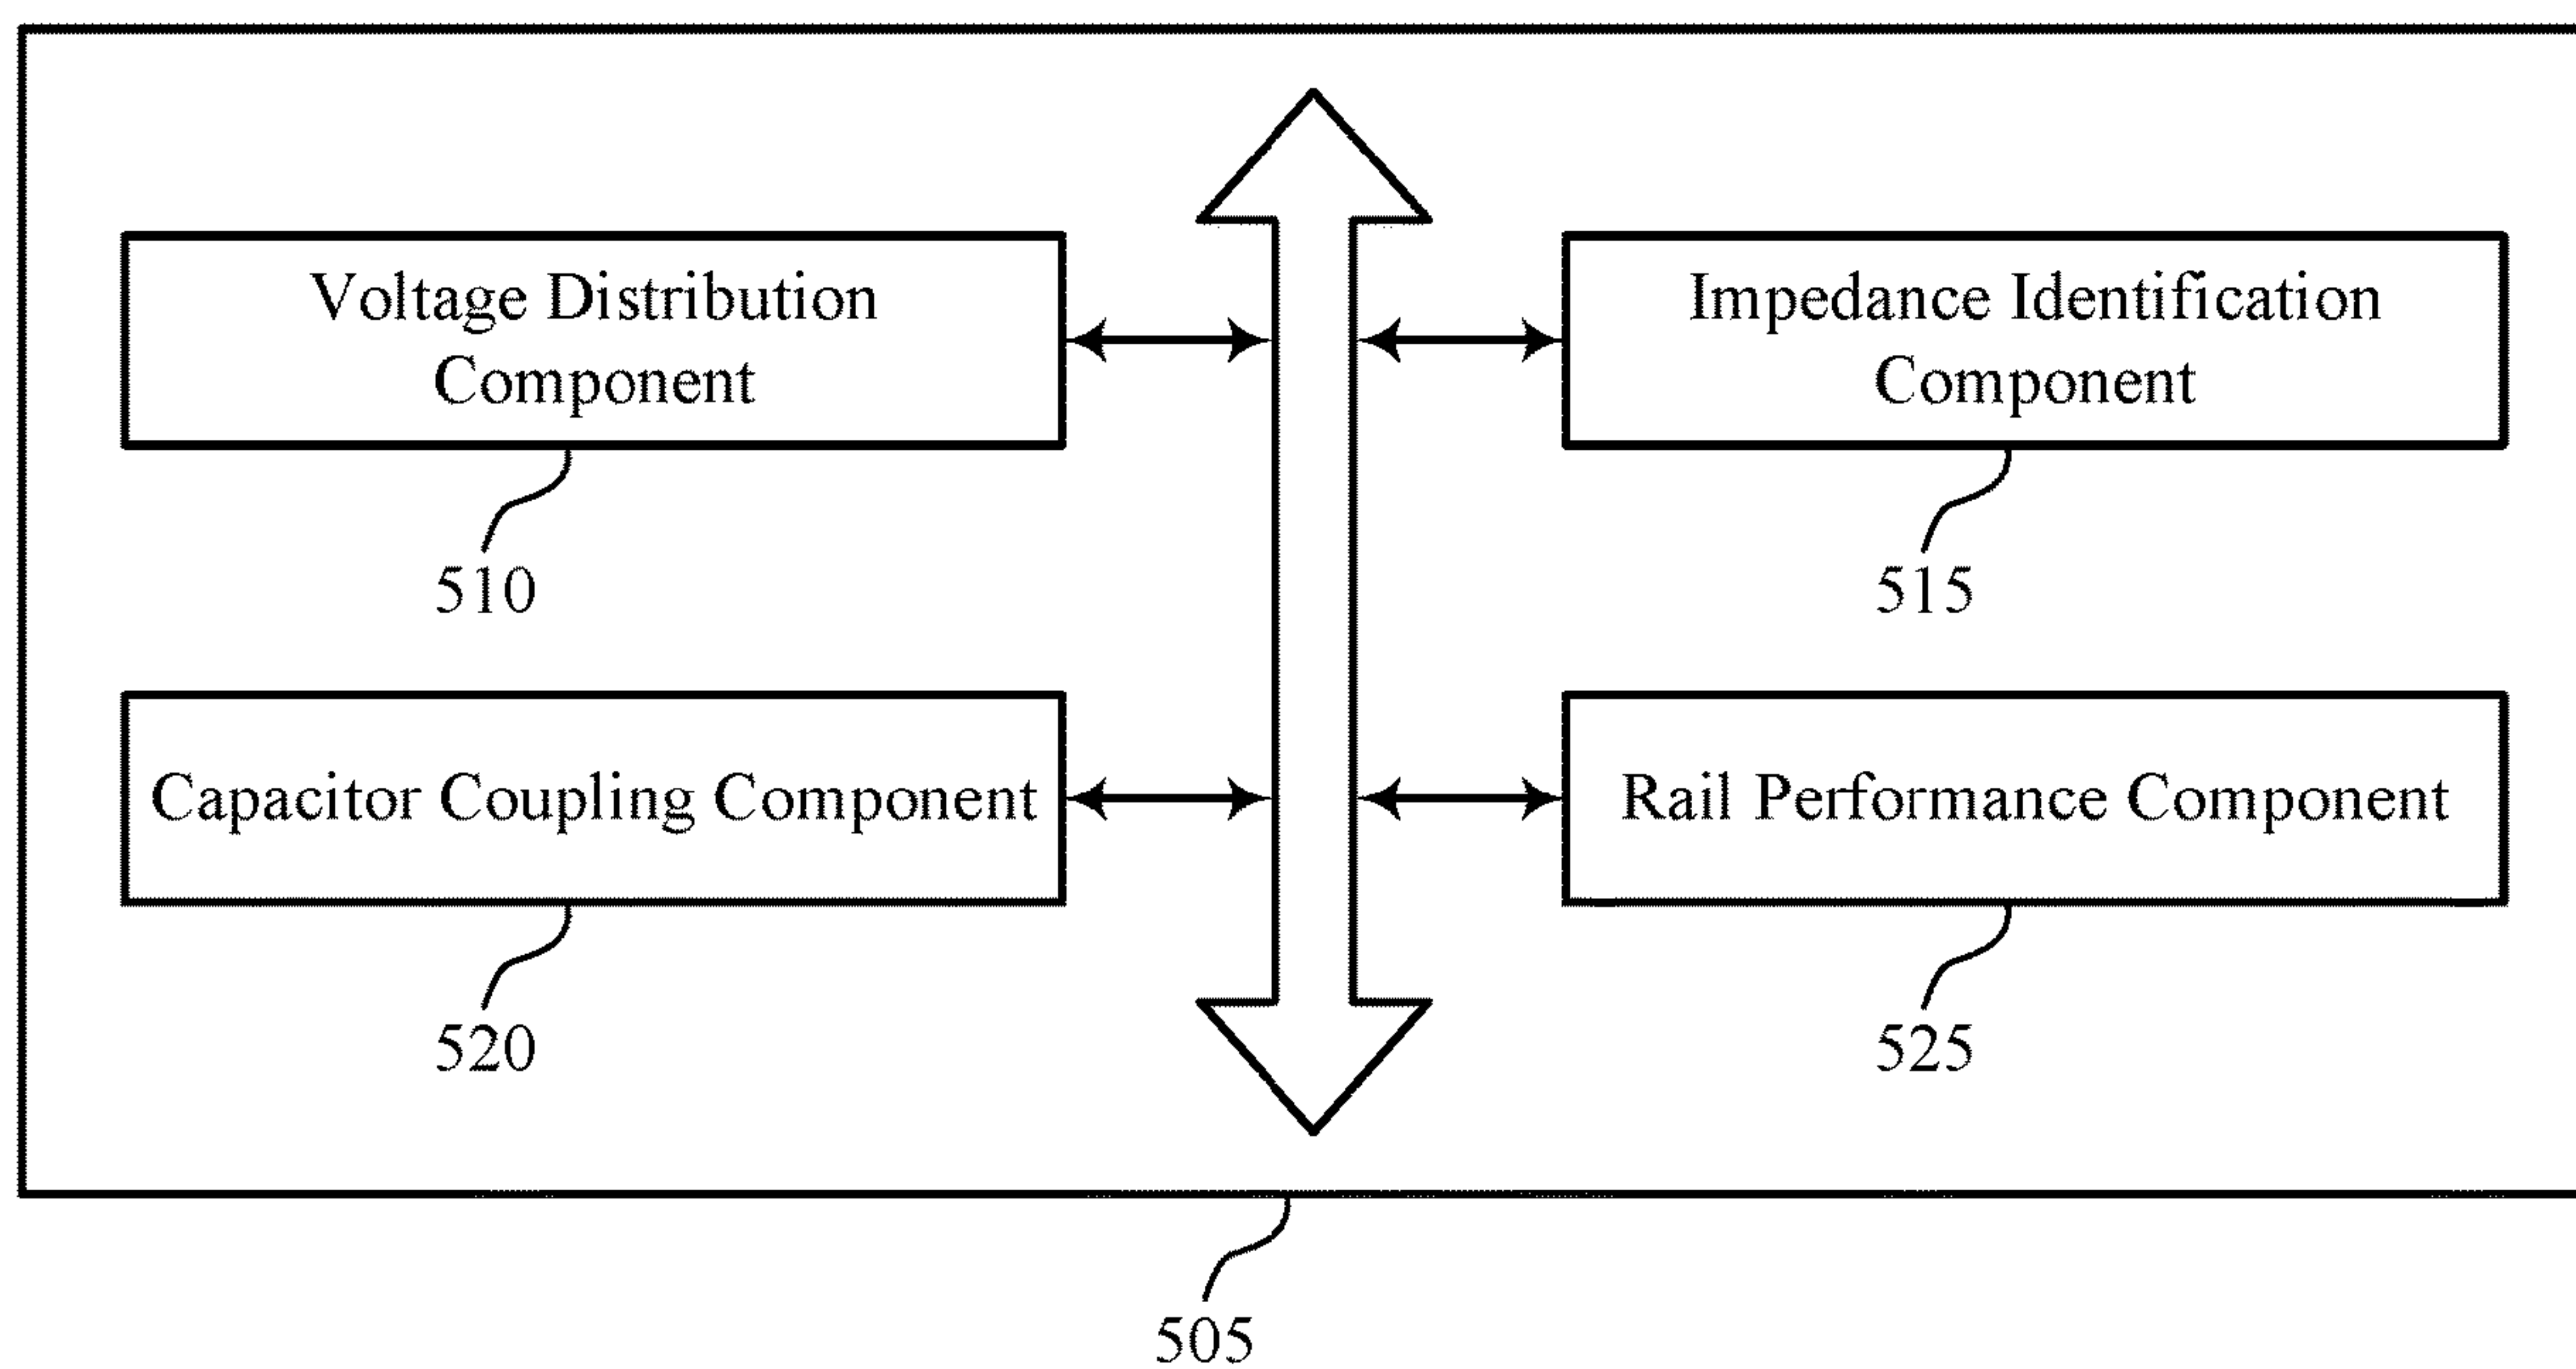 Voltage Distribution
Component
510
Impedance Identification
Component
515
Capacitor Coupling Component
520
Rail Performance Component
525
505